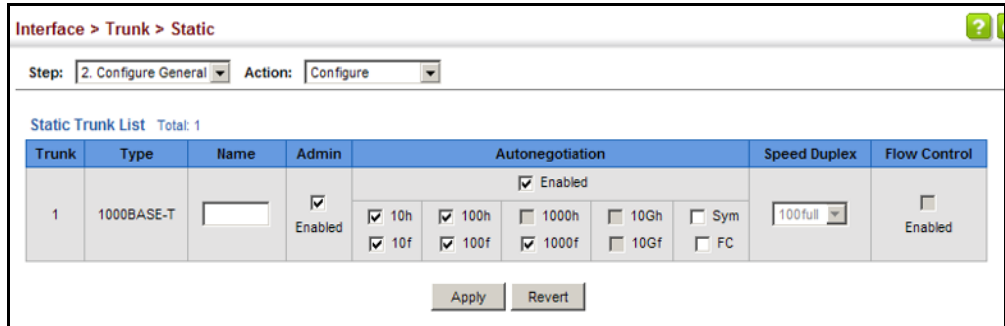 Interface > Trunk > Static
?
Step: 2. Configure General Action: Configure
Static Trunk List Total: 1
Trunk Type Name Admin Autonegotiation Speed Duplex Flow Control
Enabled
1 1000BASE-T Enabled 10h 100h 1000h 10Gh Sym 100full Enabled
10f 100f 1000f 10Gf FC
Apply Revert